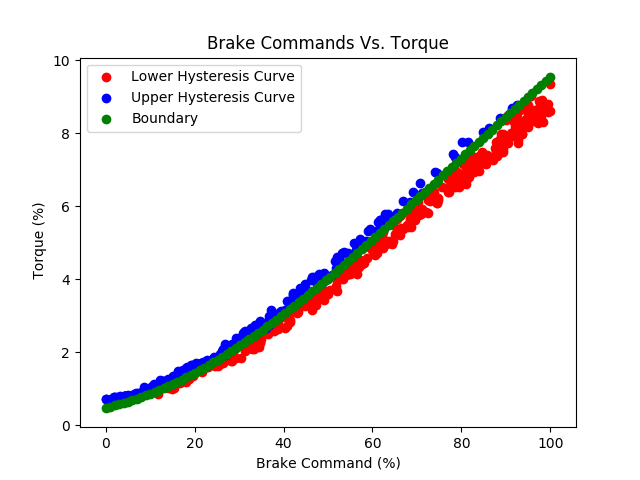 Brake Commands Vs. Torque
Lower Hysteresis Curve
Upper Hysteresis Curve
Boundary
10
8
6
4
2
0
Torque (%)
0 20 40 60 80 100
Brake Command (%)